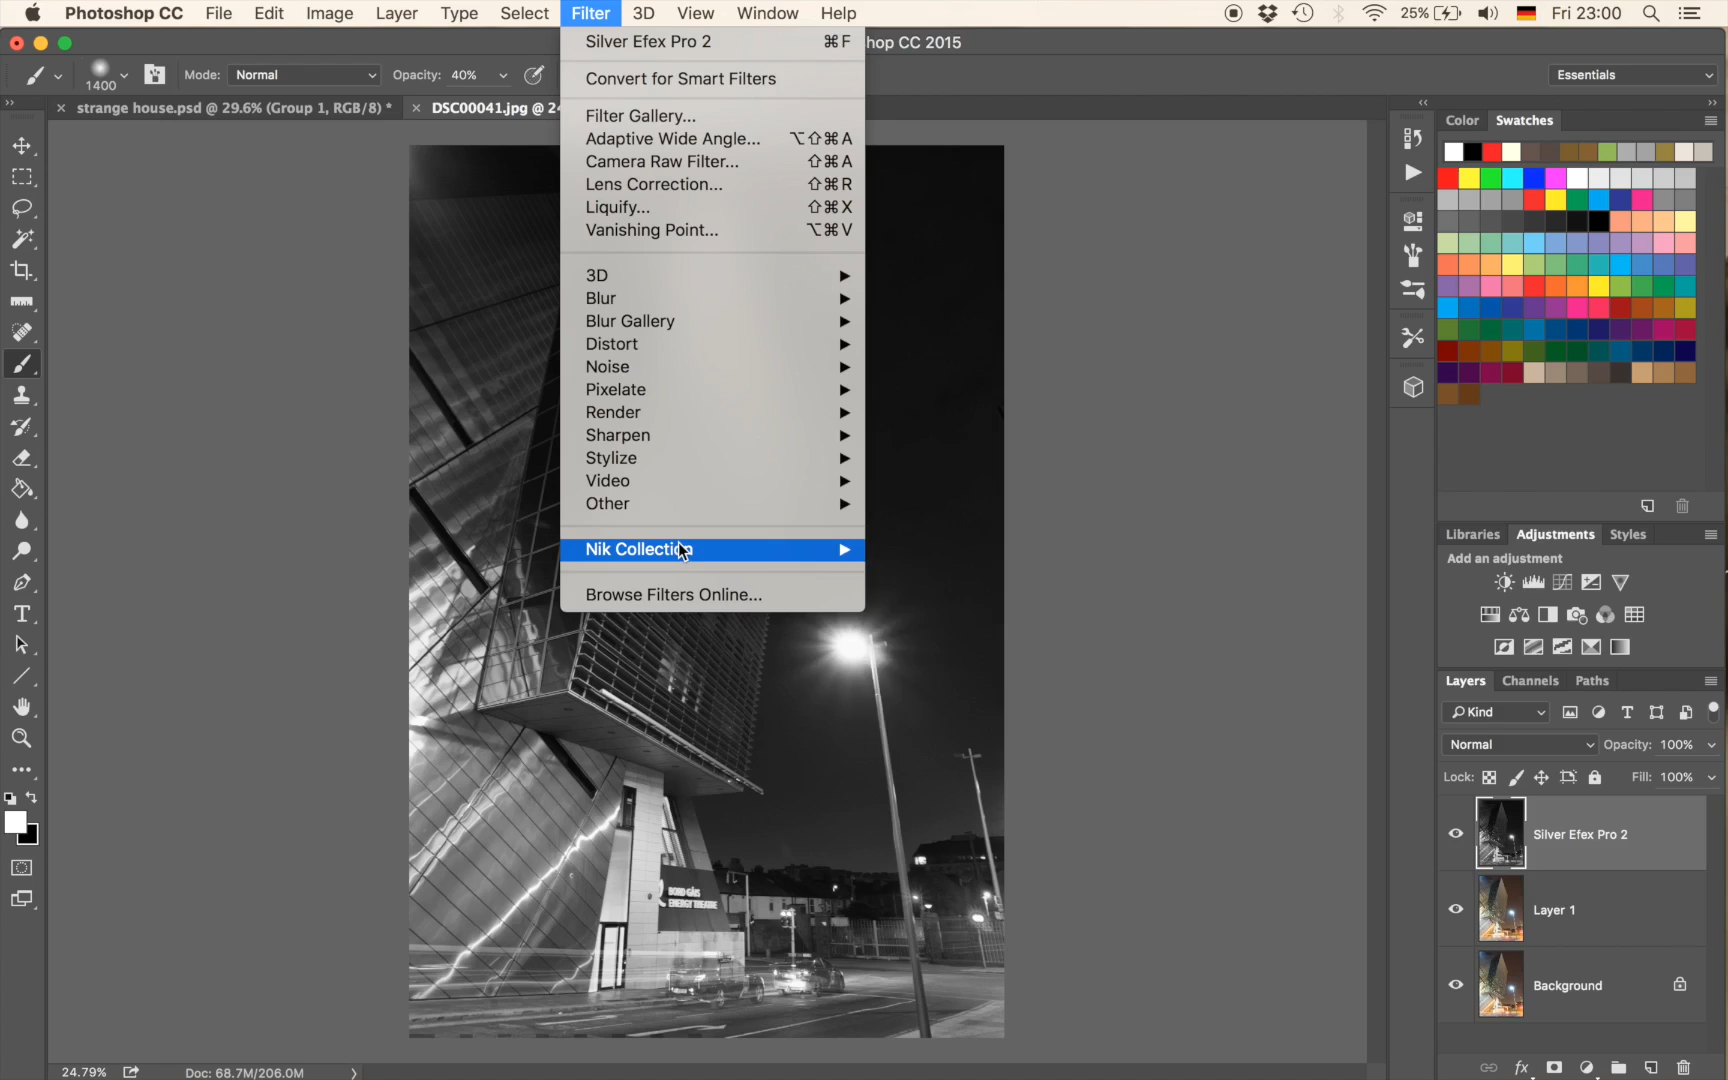 Photoshop CC File Edit Image Layer Type Select Filter 3D View Window Help 25% Fri 23:00
hop CC 2015
1400 Mode: Normal Opacity: 40% Essentials
strange house.psd @ 29.6% (Group 1, RGB/8) * DSC00041.jpg @ 24
Silver Efex Pro 2 ⌘F
Convert for Smart Filters
Filter Gallery...
Adaptive Wide Angle... ⌥⇧⌘A
Camera Raw Filter... ⇧⌘A
Lens Correction... ⇧⌘R
Liquify... ⇧⌘X
Vanishing Point... ⌥⌘V
3D
Blur
Blur Gallery
Distort
Noise
Pixelate
Render
Sharpen
Stylize
Video
Other
Nik Collection
Browse Filters Online...
BORD GÁIS
ENERGY THEATRE
Color Swatches
Libraries Adjustments Styles
Add an adjustment
Layers Channels Paths
Kind
Normal Opacity: 100%
Lock: Fill: 100%
Silver Efex Pro 2
Layer 1
Background
fx
24.79% Doc: 68.7M/206.0M